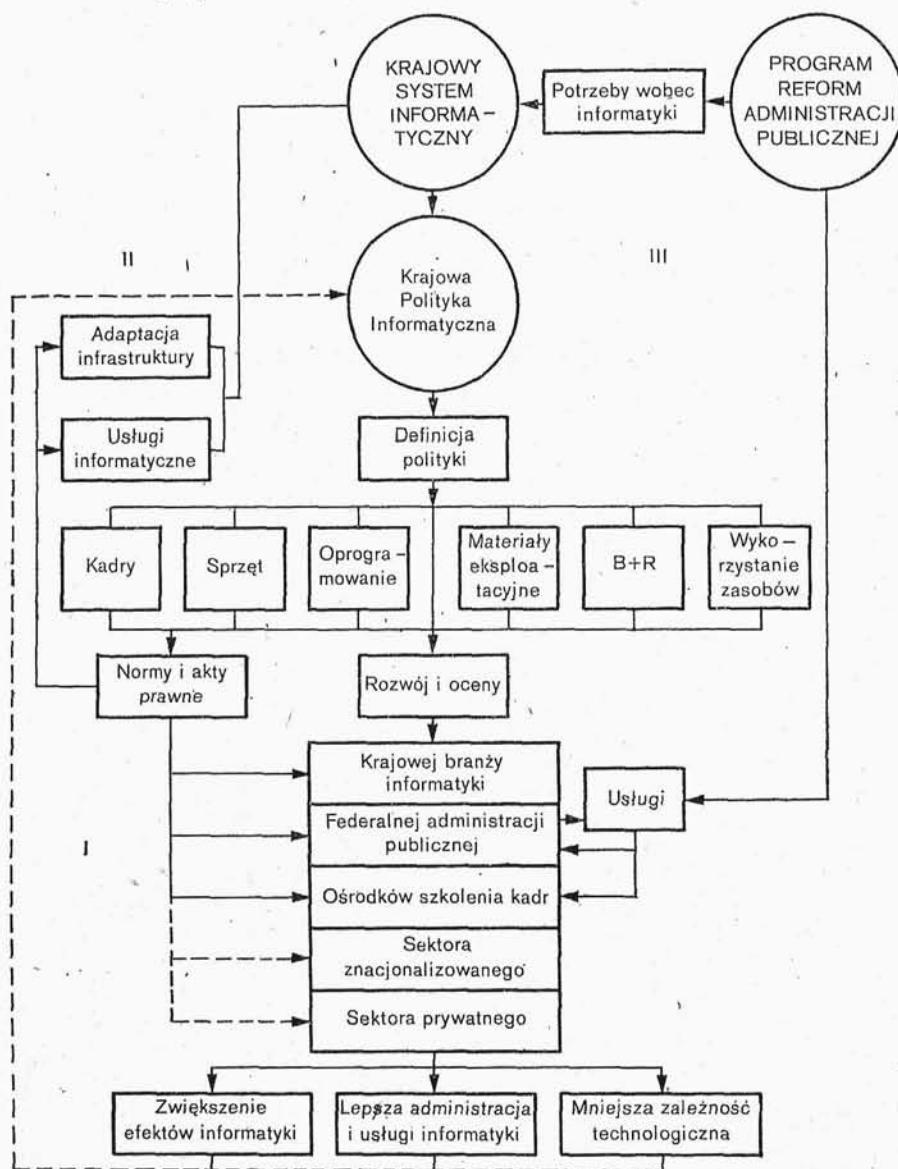 KRAJOWY
SYSTEM
INFORMA-
TYCZNY
Potrzeby wobec
informatyki
PROGRAM
REFORM
ADMINISTRACJI
PUBLICZNEJ
II
III
Krajowa
Polityka
Informatyczna
Adaptacja
infrastruktury
Usługi
informatyczne
Definicja
polityki
Kadry
Sprzęt
Oprogra-
mowanie
Materiały
eksploa-
tacyjne
B+R
Wyko-
rzystanie
zasobów
Normy i akty
prawne
Rozwój i oceny
Krajowej branży
informatyki
Usługi
Federalnej administracji
publicznej
I
Ośrodków szkolenia kadr
Sektora
znacjonalizowanego
Sektora prywatnego
Zwiększenie
efektów informatyki
Lepsza administracja
i usługi informatyki
Mniejsza zależność
technologiczna